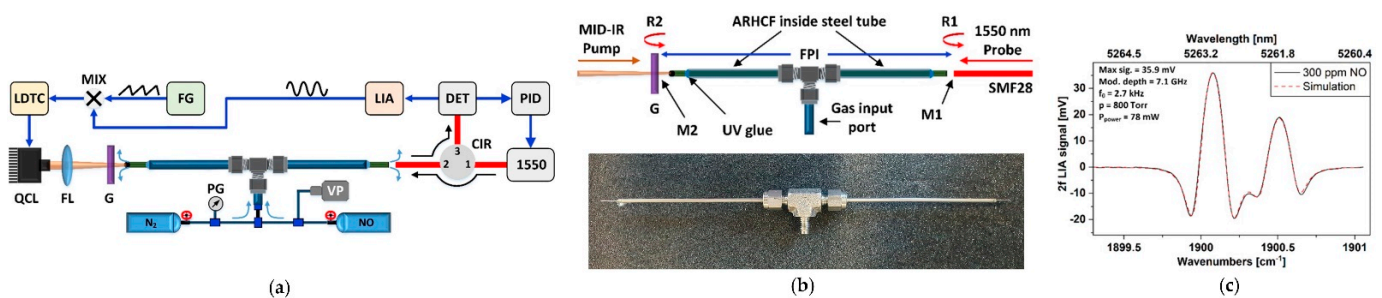 LDTC
MIX
FG
LIA
DET
PID
3
CIR
2
1
1550
QCL
FL
G
PG
VP
N₂
NO
(a)
MID-IR
Pump
R2
ARHCF inside steel tube
FPI
R1
1550 nm
Probe
G
M2
UV glue
Gas input
port
M1
SMF28
(b)
Wavelength [nm]
5264.5 5263.2 5261.8 5260.4
Max sig. = 35.9 mV
Mod. depth = 7.1 GHz
f₀ = 2.7 kHz
p = 800 Torr
Ppower = 78 mW
300 ppm NO
Simulation
2f LIA signal [mV]
40
30
20
10
0
-10
-20
1899.5 1900 1900.5 1901
Wavenumbers [cm⁻¹]
(c)